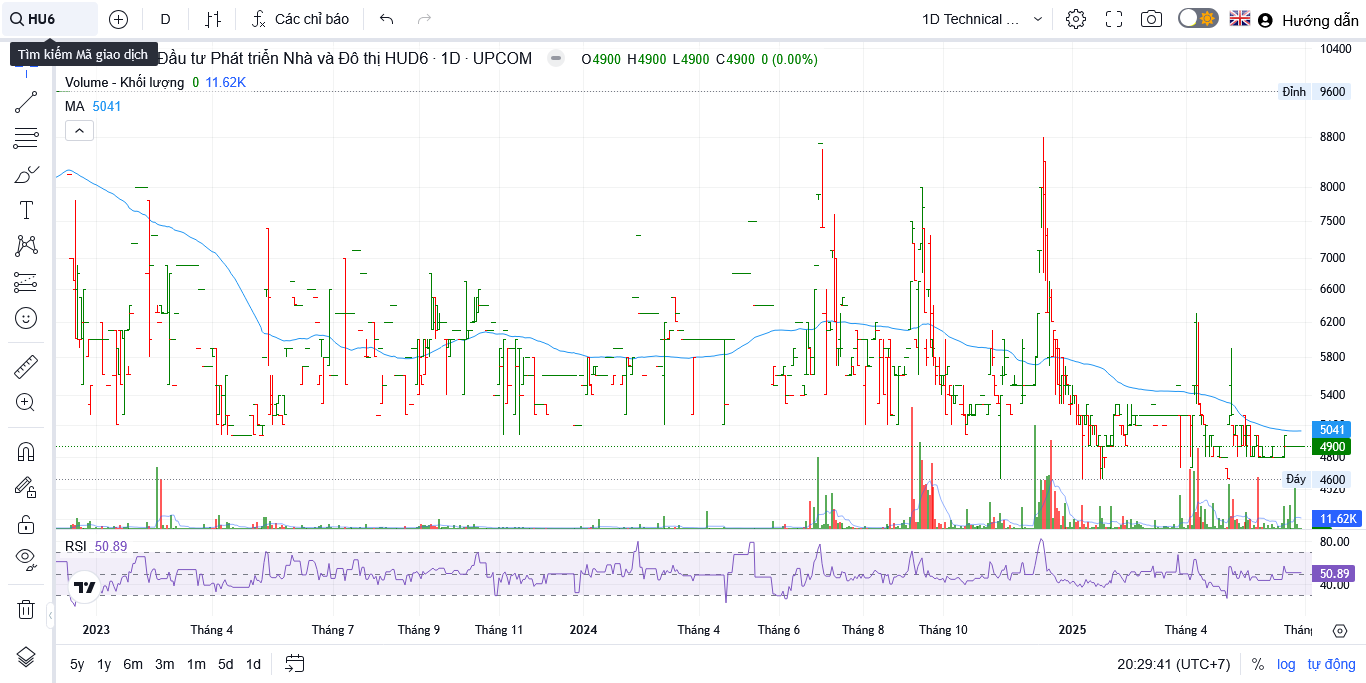 HU6
D
Các chỉ báo
1D Technical ...
Hướng dẫn
Tìm kiếm Mã giao dịch
Đầu tư Phát triển Nhà và Đô thị HUD6 · 1D · UPCOM
O4900 H4900 L4900 C4900 0 (0.00%)
Volume - Khối lượng 0 11.62K
MA 5041
10400
Đỉnh 9600
8800
8000
7500
7000
6600
6200
5800
5400
5041
4900
4800
Đáy 4600
4320
11.62K
RSI 50.89
80.00
50.89
40.00
2023 Tháng 4 Tháng 7 Tháng 9 Tháng 11 2024 Tháng 4 Tháng 6 Tháng 8 Tháng 10 2025 Tháng 4 Thán
5y 1y 6m 3m 1m 5d 1d
20:29:41 (UTC+7) % log tự động